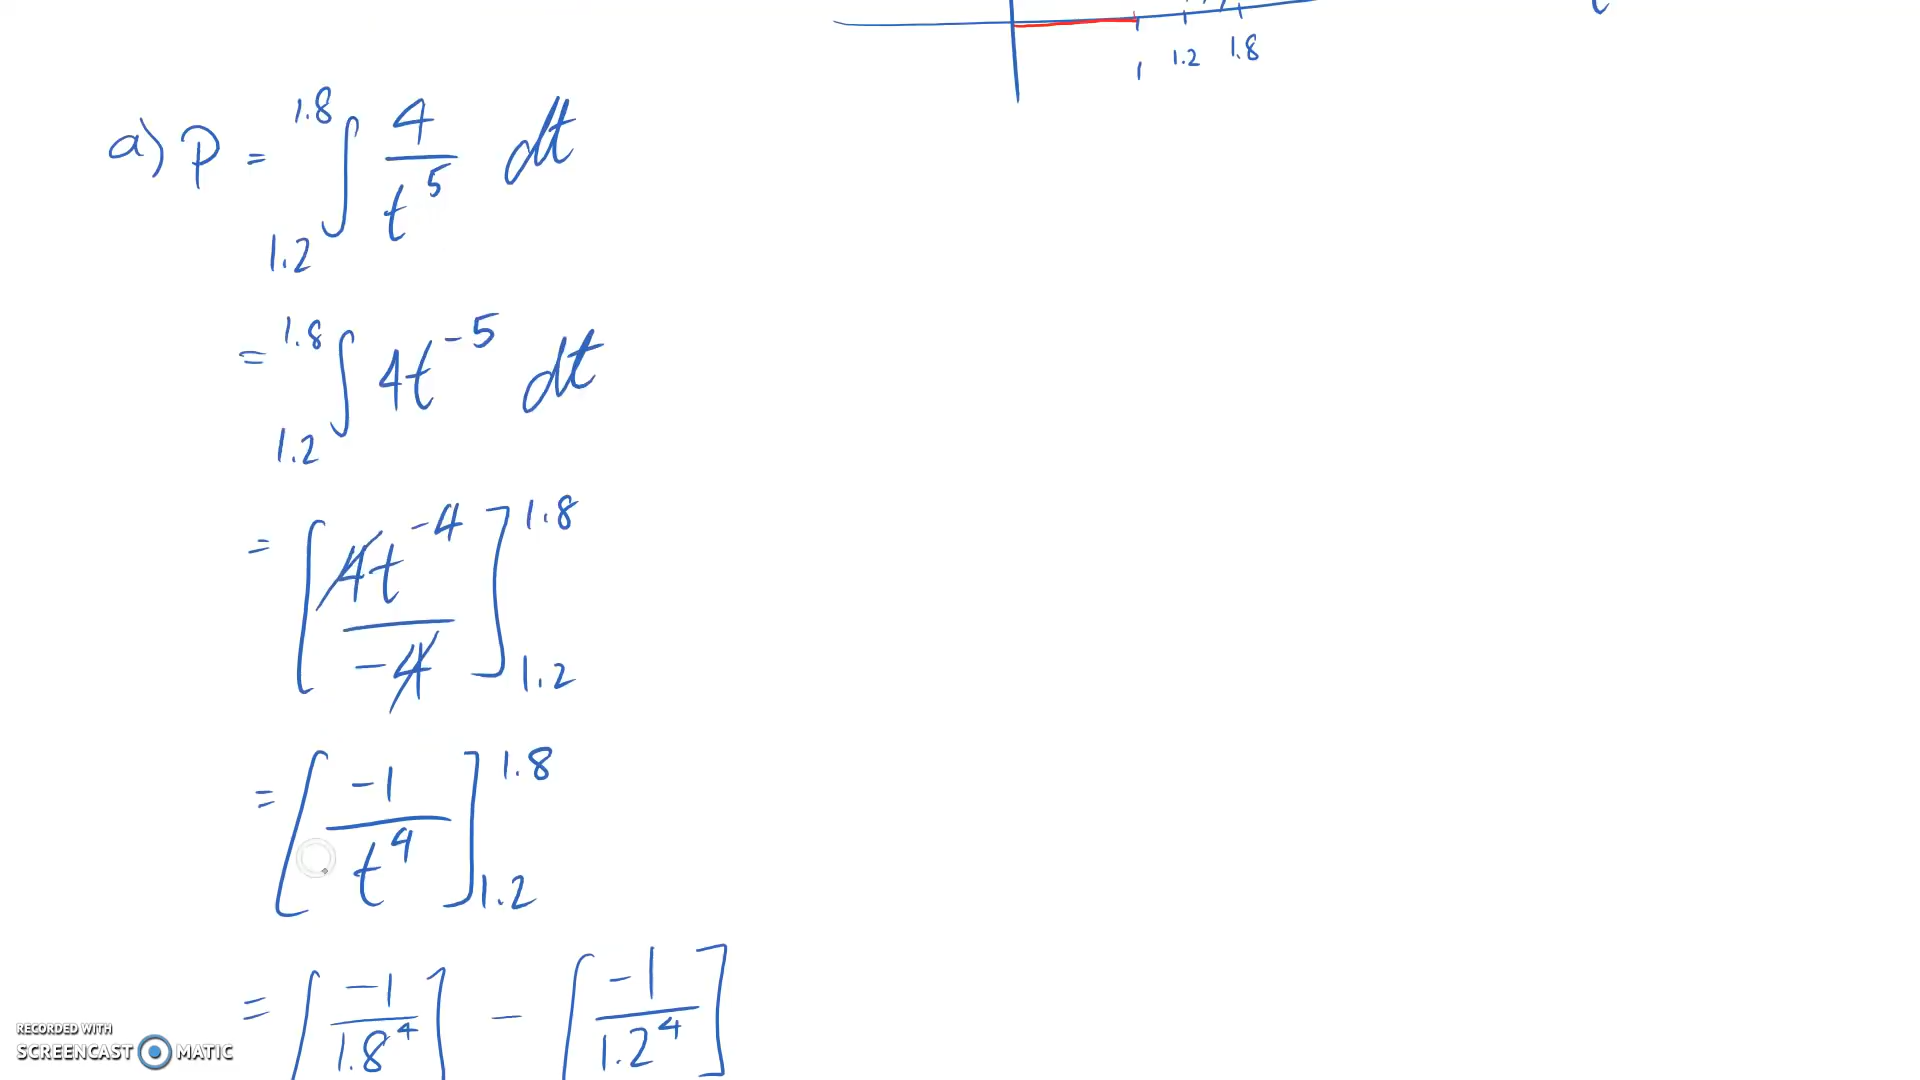 1 1.2 1.8
a) P = 1.8 ∫ 1.2 4/t^5 dt
= 1.8 ∫ 1.2 4t^-5 dt
= [4t^-4 / -4] 1.8 1.2
= [-1 / t^4] 1.8 1.2
= [-1 / 1.8^4] - [-1 / 1.2^4]
RECORDED WITH
SCREENCAST MATIC